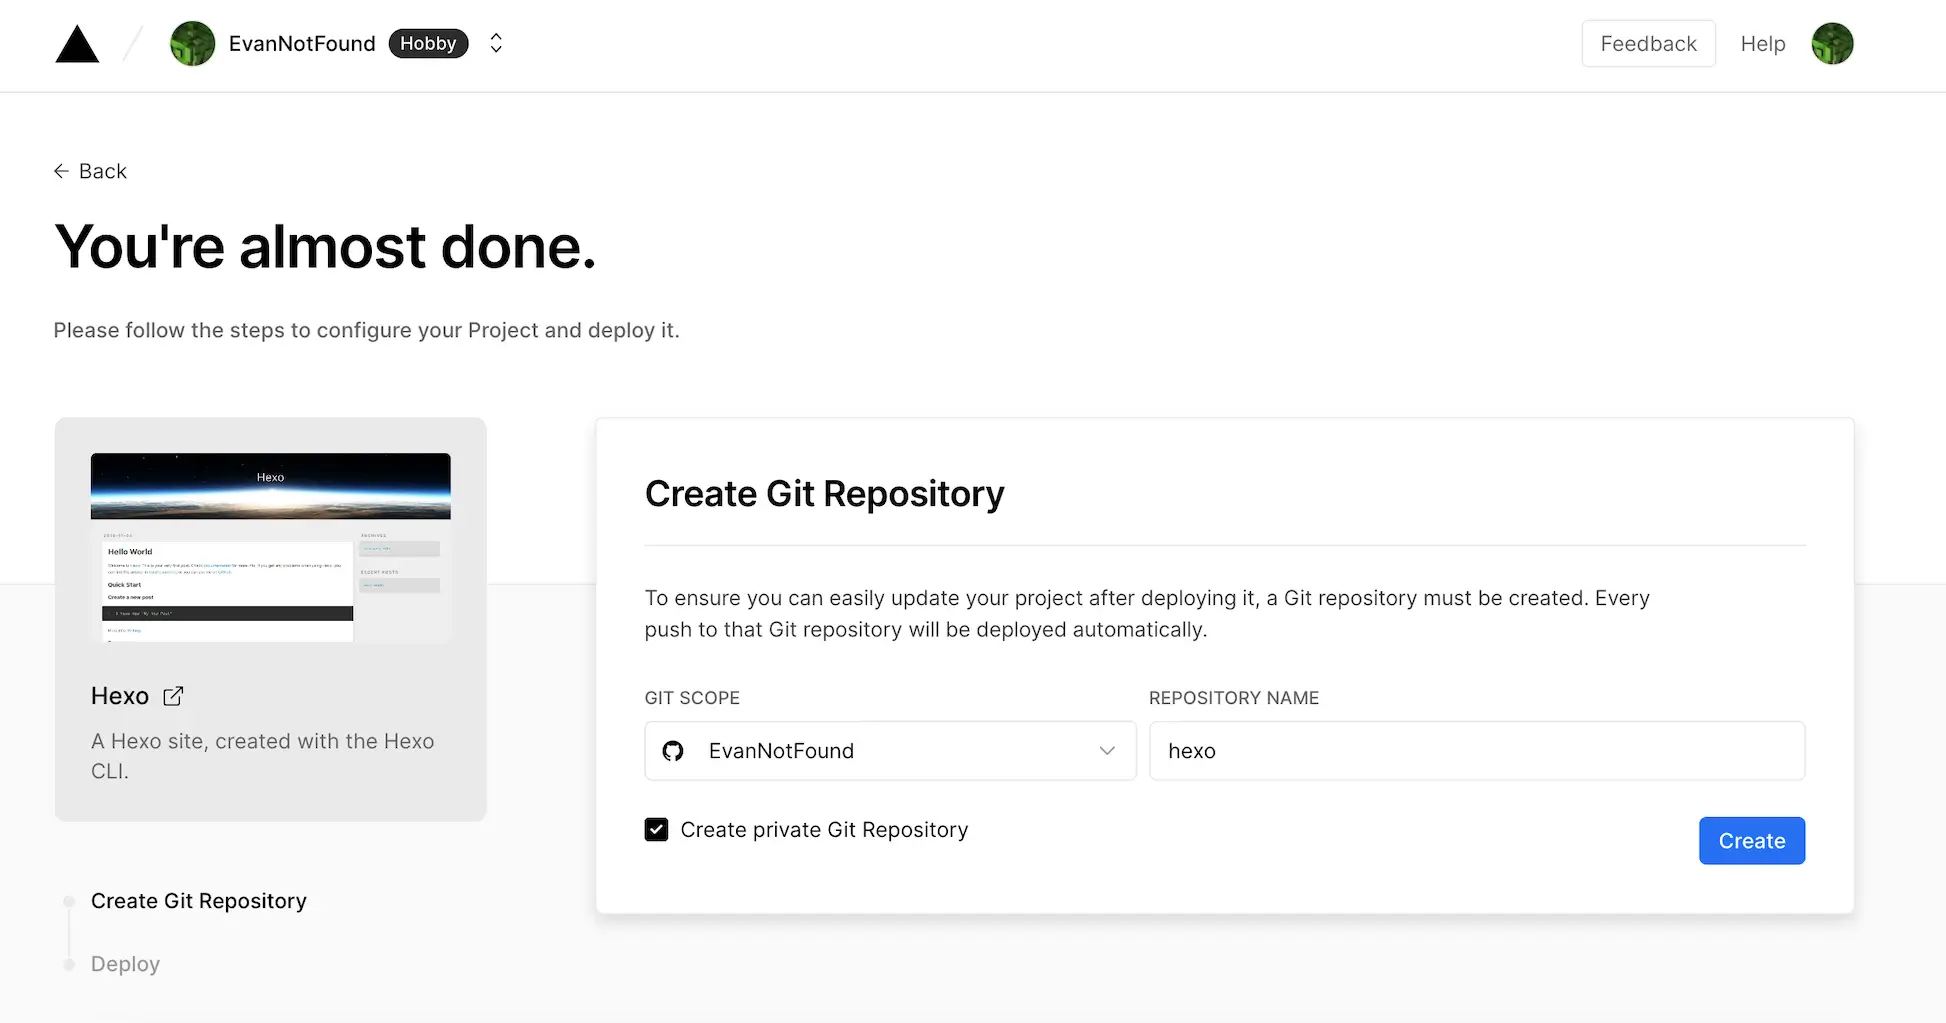 EvanNotFound Hobby
Feedback Help
Back
You're almost done.
Please follow the steps to configure your Project and deploy it.
Hexo
Hello World
Quick Start
Create a new post
Hexo
A Hexo site, created with the Hexo
CLI.
Create Git Repository
Deploy
Create Git Repository
To ensure you can easily update your project after deploying it, a Git repository must be created. Every
push to that Git repository will be deployed automatically.
GIT SCOPE
EvanNotFound
REPOSITORY NAME
hexo
Create private Git Repository
Create